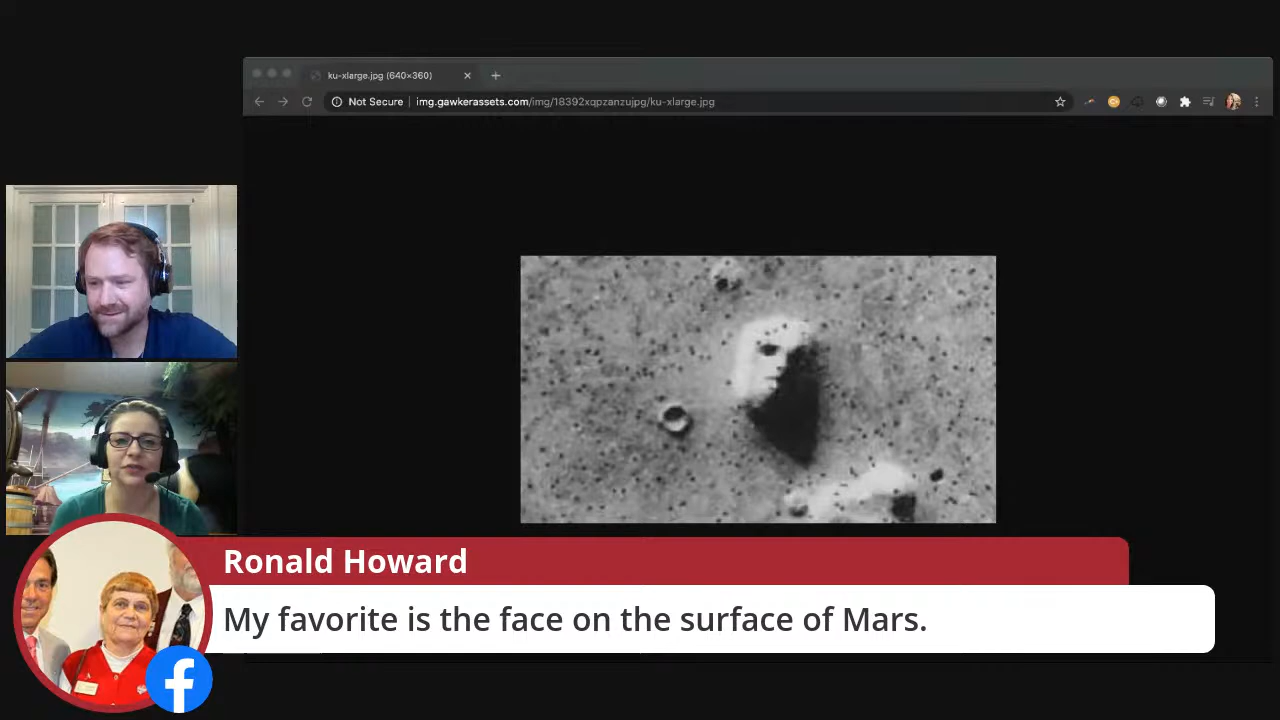 ku-xlarge.jpg (640×360)
Not Secure | img.gawkerassets.com/img/18392xqpzanzujpg/ku-xlarge.jpg
Ronald Howard
My favorite is the face on the surface of Mars.